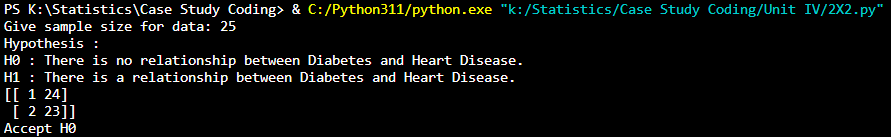 PS K:\Statistics\Case Study Coding> & C:/Python311/python.exe "k:/Statistics/Case Study Coding/Unit IV/2X2.py"
Give sample size for data: 25
Hypothesis :
H0 : There is no relationship between Diabetes and Heart Disease.
H1 : There is a relationship between Diabetes and Heart Disease.
[[ 1 24]
 [ 2 23]]
Accept H0